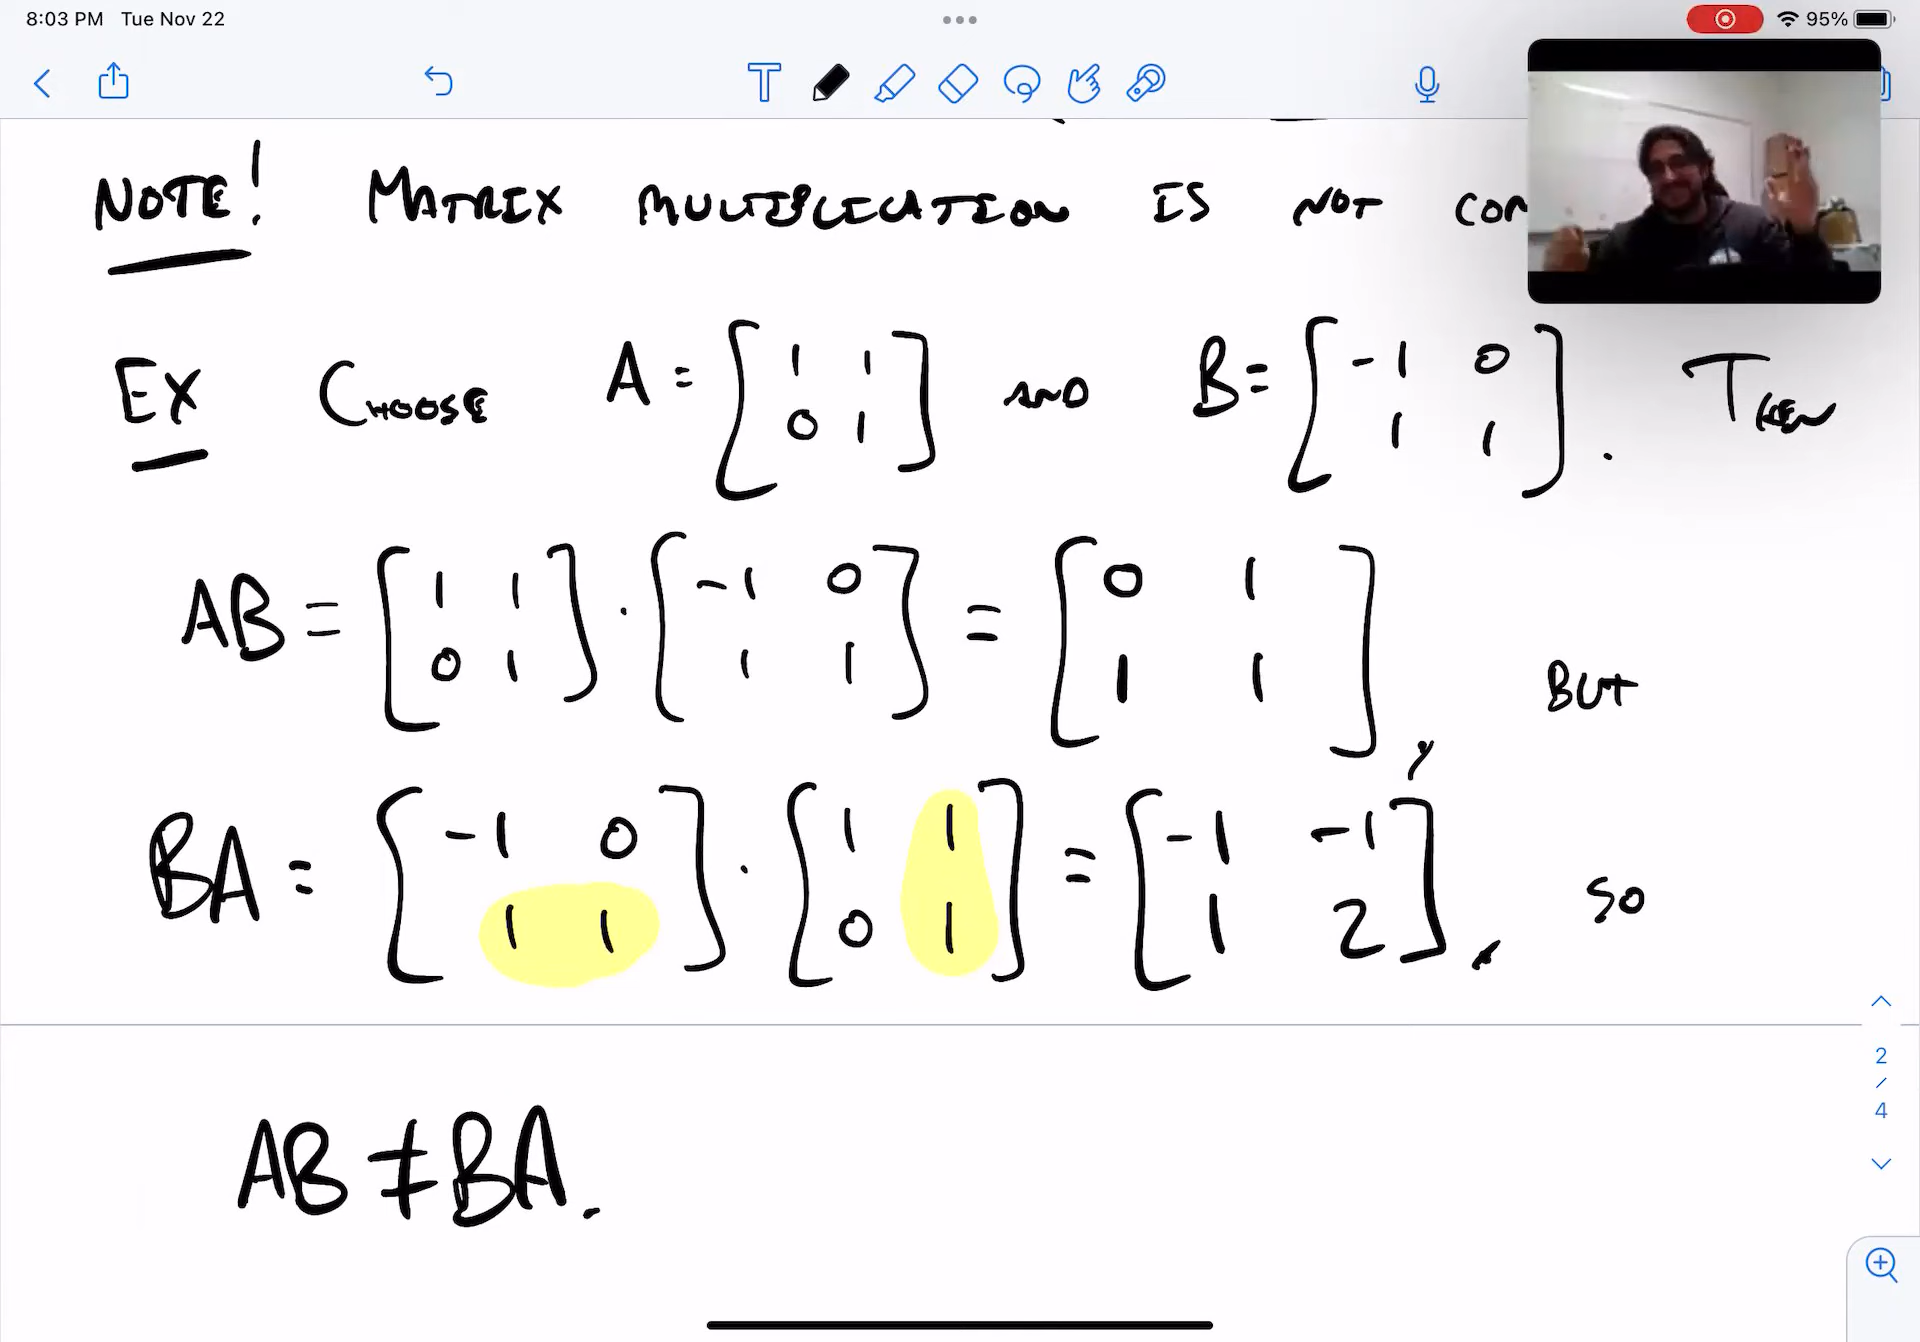 8:03 PM Tue Nov 22 95%
NOTE! MATRIX MULTIPLICATION IS NOT COM
EX CHOOSE A = [1 1 0 1] AND B = [-1 0 1 1]. THEN
AB = [1 1 0 1] · [-1 0 1 1] = [0 1 1 1], BUT
BA = [-1 0 1 1] · [1 1 0 1] = [-1 -1 1 2], SO
2 / 4
AB ≠ BA.